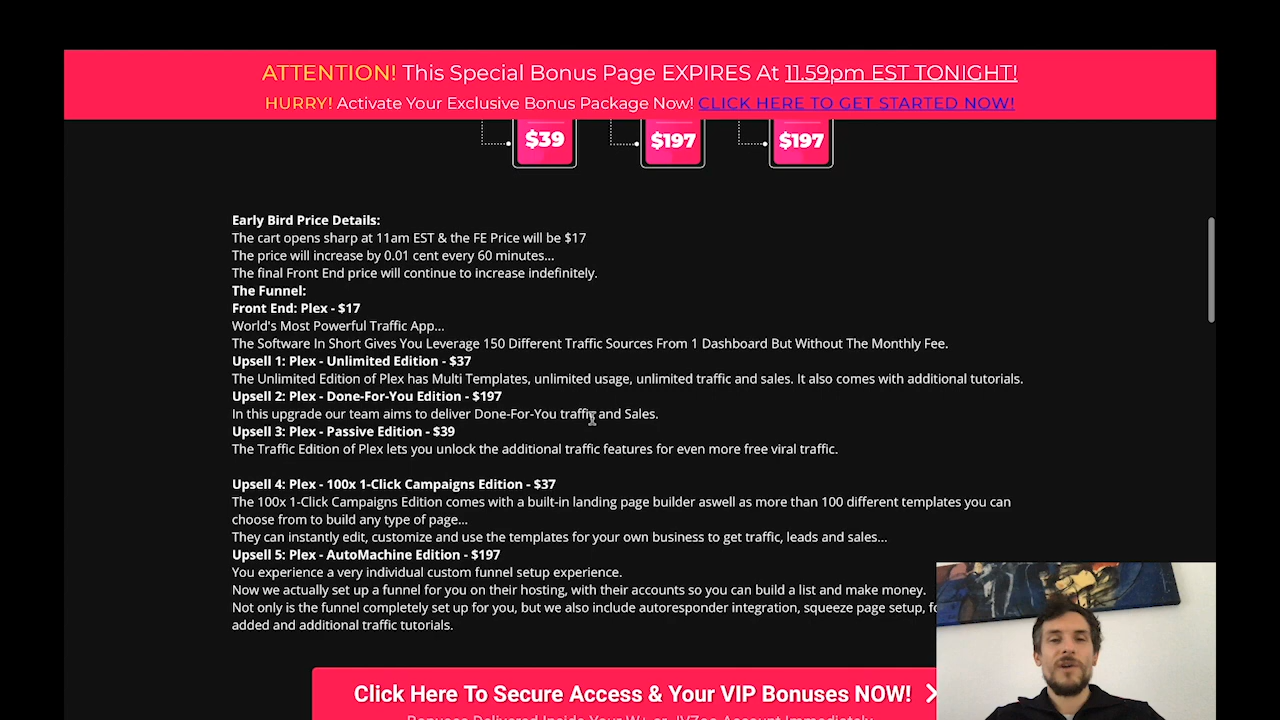 ATTENTION! This Special Bonus Page EXPIRES At 11.59pm EST TONIGHT!
HURRY! Activate Your Exclusive Bonus Package Now! CLICK HERE TO GET STARTED NOW!
$39 $197 $197
Early Bird Price Details:
The cart opens sharp at 11am EST & the FE Price will be $17
The price will increase by 0.01 cent every 60 minutes...
The final Front End price will continue to increase indefinitely.
The Funnel:
Front End: Plex - $17
World's Most Powerful Traffic App...
The Software In Short Gives You Leverage 150 Different Traffic Sources From 1 Dashboard But Without The Monthly Fee.
Upsell 1: Plex - Unlimited Edition - $37
The Unlimited Edition of Plex has Multi Templates, unlimited usage, unlimited traffic and sales. It also comes with additional tutorials.
Upsell 2: Plex - Done-For-You Edition - $197
In this upgrade our team aims to deliver Done-For-You traffic and Sales.
Upsell 3: Plex - Passive Edition - $39
The Traffic Edition of Plex lets you unlock the additional traffic features for even more free viral traffic.
Upsell 4: Plex - 100x 1-Click Campaigns Edition - $37
The 100x 1-Click Campaigns Edition comes with a built-in landing page builder aswell as more than 100 different templates you can
choose from to build any type of page...
They can instantly edit, customize and use the templates for your own business to get traffic, leads and sales...
Upsell 5: Plex - AutoMachine Edition - $197
You experience a very individual custom funnel setup experience.
Now we actually set up a funnel for you on their hosting, with their accounts so you can build a list and make money.
Not only is the funnel completely set up for you, but we also include autoresponder integration, squeeze page setup,
added and additional traffic tutorials.
Click Here To Secure Access & Your VIP Bonuses NOW!
Bonuses Delivered Inside Your W+ or JVZoo Account Immediately